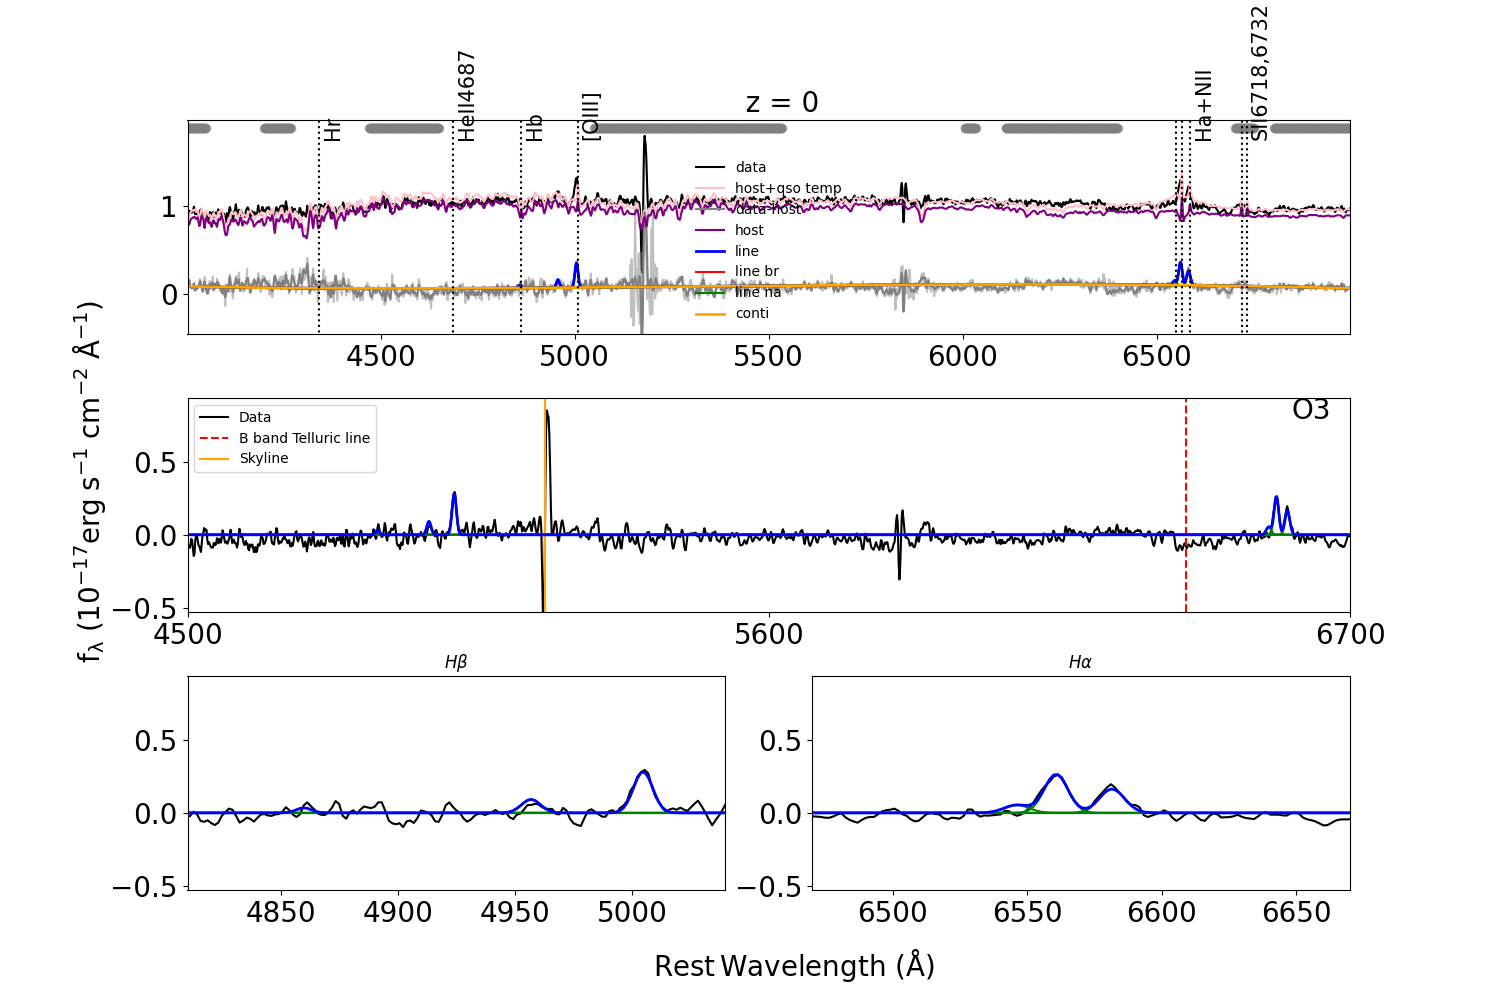 z = 0
Hr
HeII4687
Hb
[OIII]
Ha+NII
SII6718,6732
data
host+qso temp
data-host
host
line
line br
line na
conti
1
0
4500 5000 5500 6000 6500
fλ (10⁻¹⁷erg s⁻¹ cm⁻² Å⁻¹)
Data
B band Telluric line
Skyline
O3
0.5
0.0
−0.5
4500 5600 6700
Hβ
0.5
0.0
−0.5
4850 4900 4950 5000
Hα
0.5
0.0
−0.5
6500 6550 6600 6650
Rest Wavelength (Å)